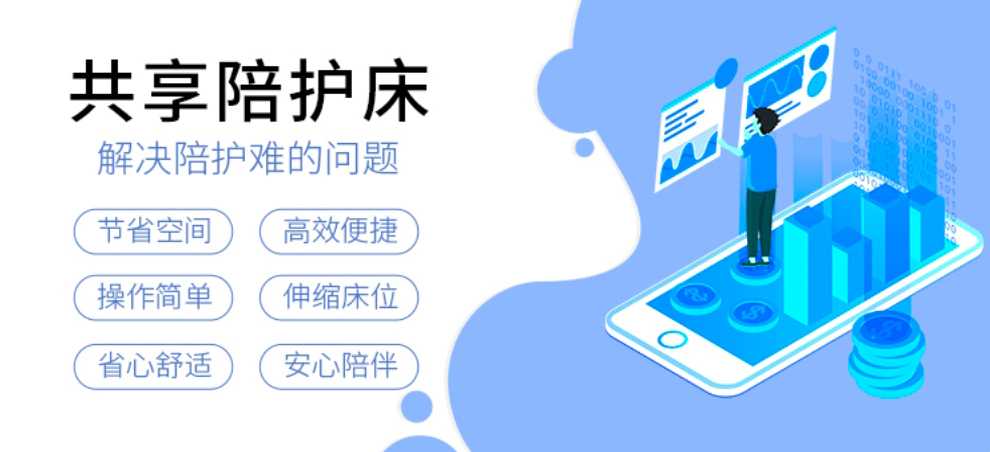 共享陪护床
解决陪护难的问题
节省空间
高效便捷
操作简单
伸缩床位
省心舒适
安心陪伴